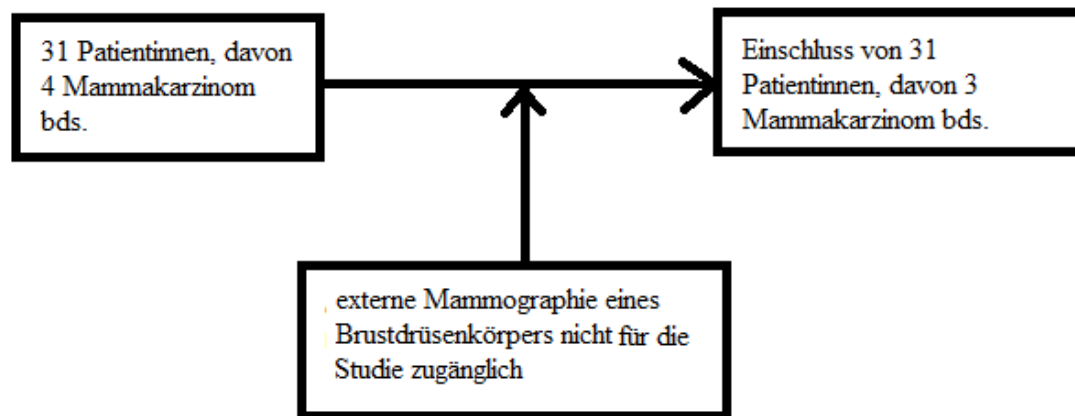 31 Patientinnen, davon
4 Mammakarzinom
bds.
Einschluss von 31
Patientinnen, davon 3
Mammakarzinom bds.
externe Mammographie eines
Brustdrüsenkörpers nicht für die
Studie zugänglich